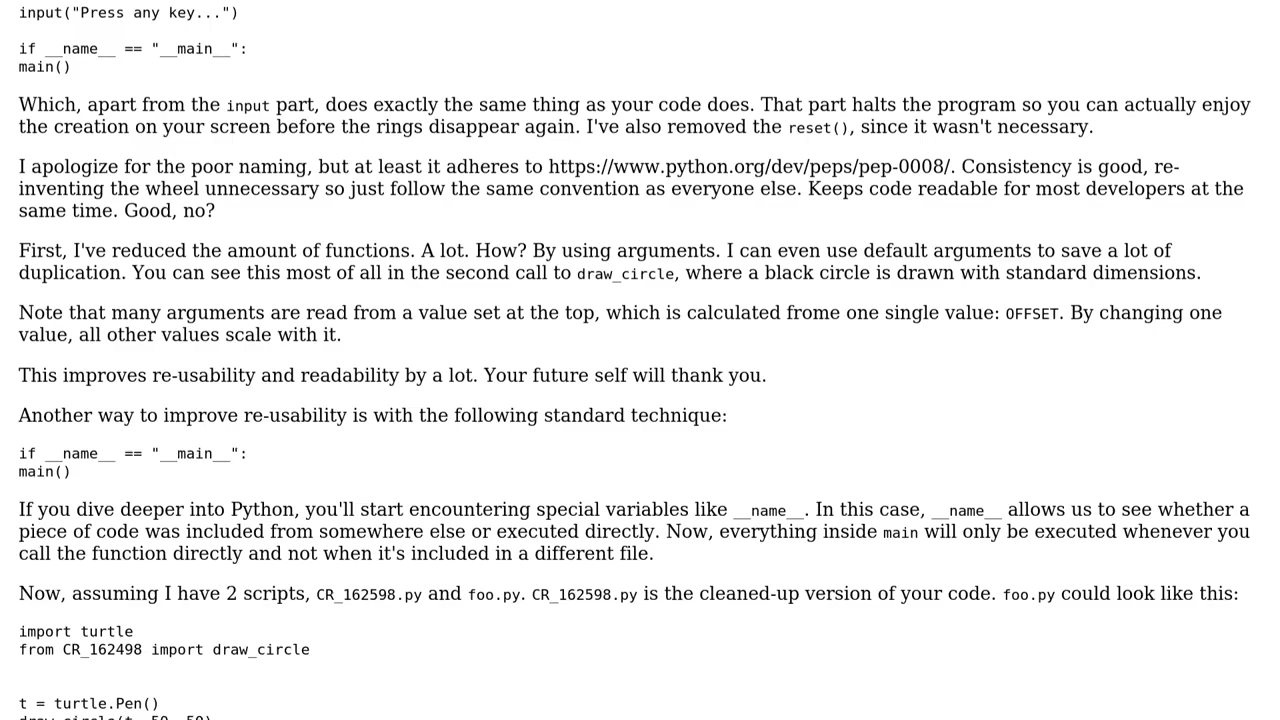 input("Press any key...")
if __name__ == "__main__":
main()
Which, apart from the input part, does exactly the same thing as your code does. That part halts the program so you can actually enjoy
the creation on your screen before the rings disappear again. I've also removed the reset(), since it wasn't necessary.
I apologize for the poor naming, but at least it adheres to https://www.python.org/dev/peps/pep-0008/. Consistency is good, re-
inventing the wheel unnecessary so just follow the same convention as everyone else. Keeps code readable for most developers at the
same time. Good, no?
First, I've reduced the amount of functions. A lot. How? By using arguments. I can even use default arguments to save a lot of
duplication. You can see this most of all in the second call to draw_circle, where a black circle is drawn with standard dimensions.
Note that many arguments are read from a value set at the top, which is calculated frome one single value: OFFSET. By changing one
value, all other values scale with it.
This improves re-usability and readability by a lot. Your future self will thank you.
Another way to improve re-usability is with the following standard technique:
if __name__ == "__main__":
main()
If you dive deeper into Python, you'll start encountering special variables like __name__. In this case, __name__ allows us to see whether a
piece of code was included from somewhere else or executed directly. Now, everything inside main will only be executed whenever you
call the function directly and not when it's included in a different file.
Now, assuming I have 2 scripts, CR_162598.py and foo.py. CR_162598.py is the cleaned-up version of your code. foo.py could look like this:
import turtle
from CR_162498 import draw_circle
t = turtle.Pen()
draw_circle(t, 50, 50)